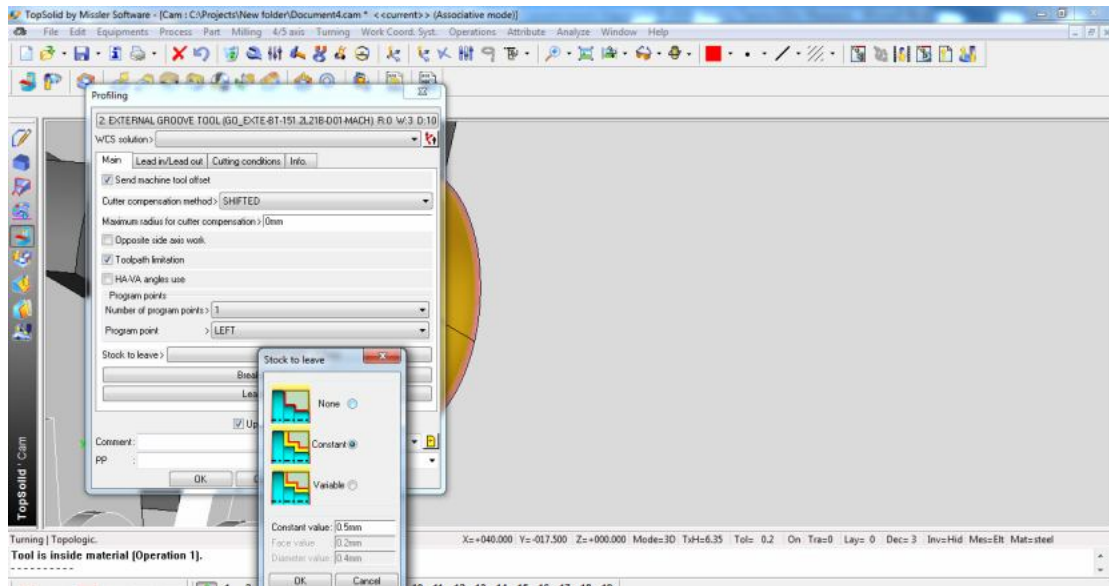 TopSolid by Missler Software - [Cam : C:\Projects\New folder\Document4.cam * <<current>> (Associative mode)]
File Edit Equipments Process Part Milling 4/5 axis Turning Work Coord. Syst. Operations Attribute Analyze Window Help
Profiling
2: EXTERNAL GROOVE TOOL (GO_EXTE-BT-151.2L21B-D01-MACH) R:0 W:3 D:10
WCS solution>
Main Lead in/Lead out Cutting conditions Info.
Send machine tool offset
Cutter compensation method> SHIFTED
Maximum radius for cutter compensation> 0mm
Opposite side axis work.
Toolpath limitation
HA-VA angles use
Program points
Number of program points> 1
Program point > LEFT
Stock to leave>
Comment:
PP :
OK
Stock to leave
None
Constant
Variable
Constant value: 0.5mm
Face value : 0.2mm
Diameter value: 0.4mm
OK Cancel
TopSolid'Cam
Turning | Topologic.
X=+040.000 Y=-017.500 Z=+000.000 Mode=3D TxH=6.35 Tol= 0.2 On Tra=0 Lay= 0 Dec= 3 Inv=Hid Mes=Elt Mat=steel
Tool is inside material (Operation 1).
----------